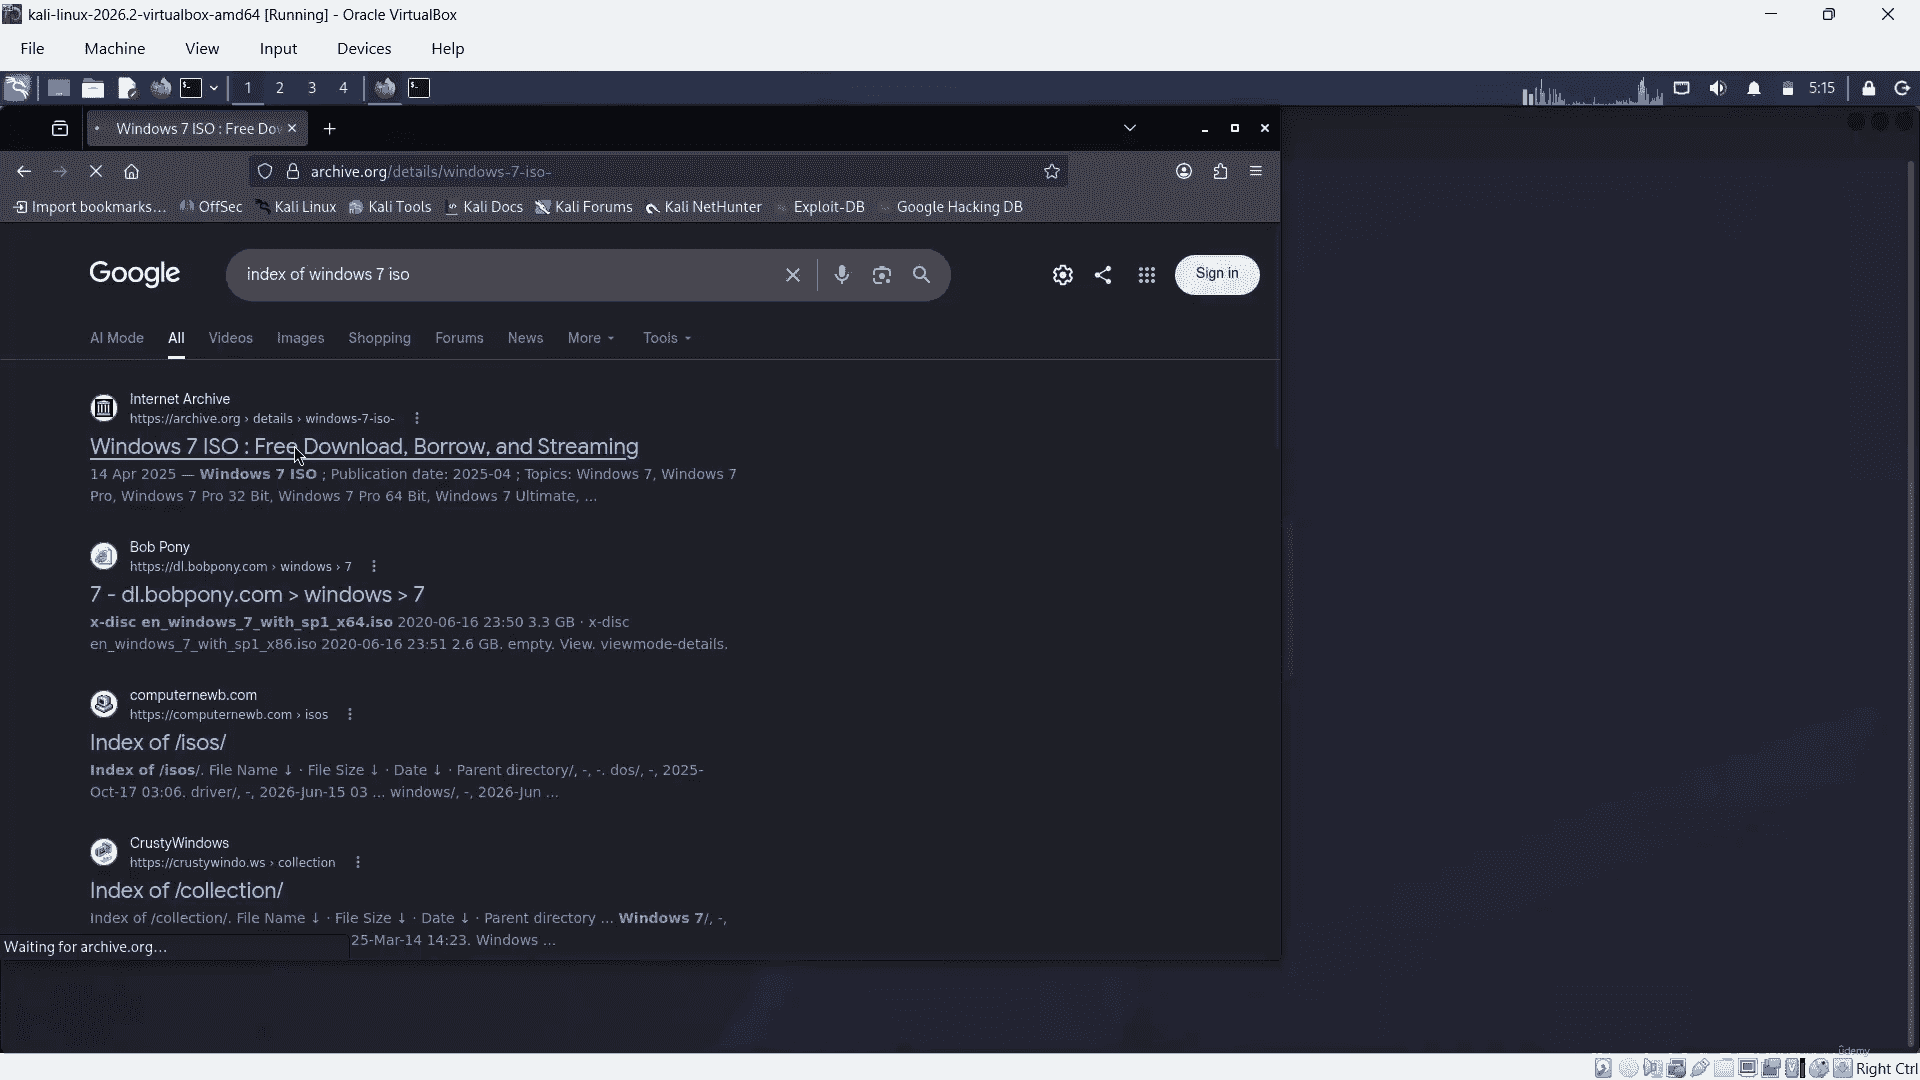 kali-linux-2026.2-virtualbox-amd64 [Running] - Oracle VirtualBox
File Machine View Input Devices Help
1 2 3 4 5:15
Windows 7 ISO : Free Do
archive.org/details/windows-7-iso-
Import bookmarks... OffSec Kali Linux Kali Tools Kali Docs Kali Forums Kali NetHunter Exploit-DB Google Hacking DB
Google index of windows 7 iso Sign in
AI Mode All Videos Images Shopping Forums News More Tools
Internet Archive
https://archive.org › details › windows-7-iso-
Windows 7 ISO : Free Download, Borrow, and Streaming
14 Apr 2025 — Windows 7 ISO ; Publication date: 2025-04 ; Topics: Windows 7, Windows 7
Pro, Windows 7 Pro 32 Bit, Windows 7 Pro 64 Bit, Windows 7 Ultimate, ...
Bob Pony
https://dl.bobpony.com › windows › 7
7 - dl.bobpony.com > windows > 7
x-disc en_windows_7_with_sp1_x64.iso 2020-06-16 23:50 3.3 GB · x-disc
en_windows_7_with_sp1_x86.iso 2020-06-16 23:51 2.6 GB. empty. View. viewmode-details.
computernewb.com
https://computernewb.com › isos
Index of /isos/
Index of /isos/. File Name ↓ · File Size ↓ · Date ↓ · Parent directory/, -, -. dos/, -, 2025-
Oct-17 03:06. driver/, -, 2026-Jun-15 03 ... windows/, -, 2026-Jun ...
CrustyWindows
https://crustywindo.ws › collection
Index of /collection/
Index of /collection/. File Name ↓ · File Size ↓ · Date ↓ · Parent directory ... Windows 7/, -,
25-Mar-14 14:23. Windows ...
Waiting for archive.org...
ûdemy
Right Ctrl